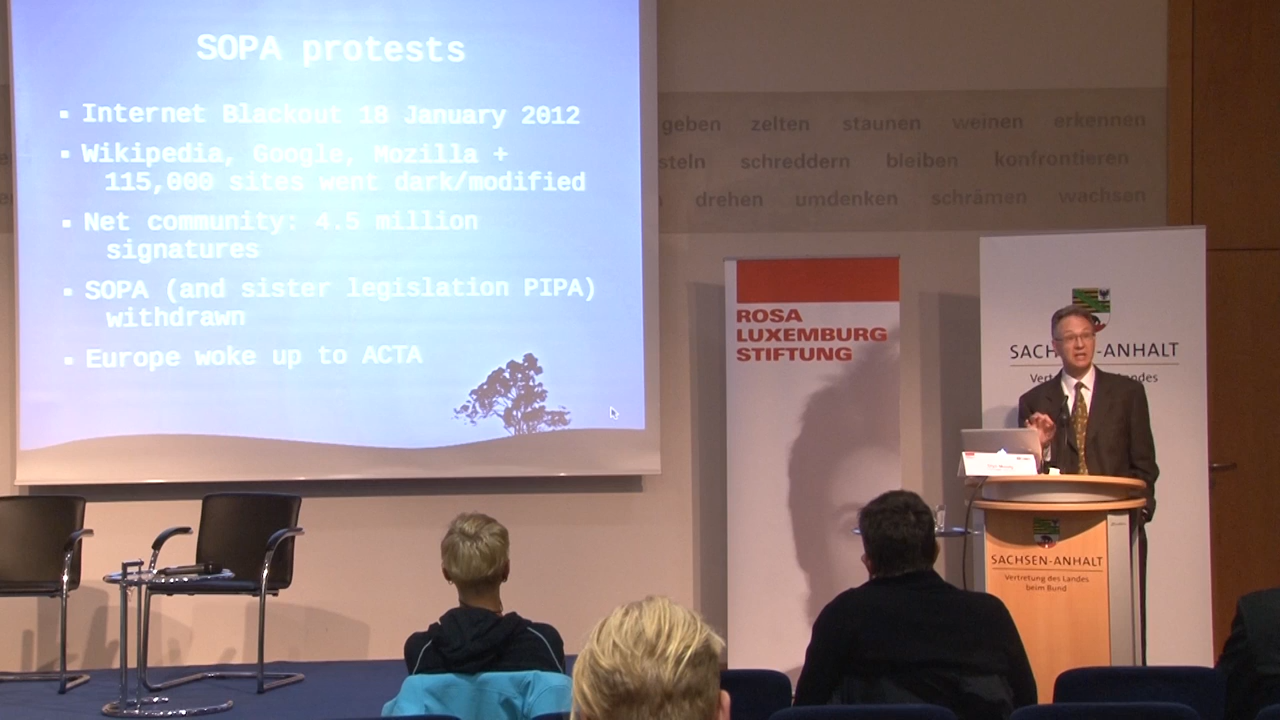 SOPA protests
Internet Blackout 18 January 2012
Wikipedia, Google, Mozilla +
115,000 sites went dark/modified
Net community: 4.5 million
signatures
SOPA (and sister legislation PIPA)
withdrawn
Europe woke up to ACTA
geben zelten staunen weinen erkennen
steln schreddern bleiben konfrontieren
drehen umdenken schrämen wachsen
ROSA
LUXEMBURG
STIFTUNG
SACHSEN-ANHALT
Vertretung des Landes
beim Bund